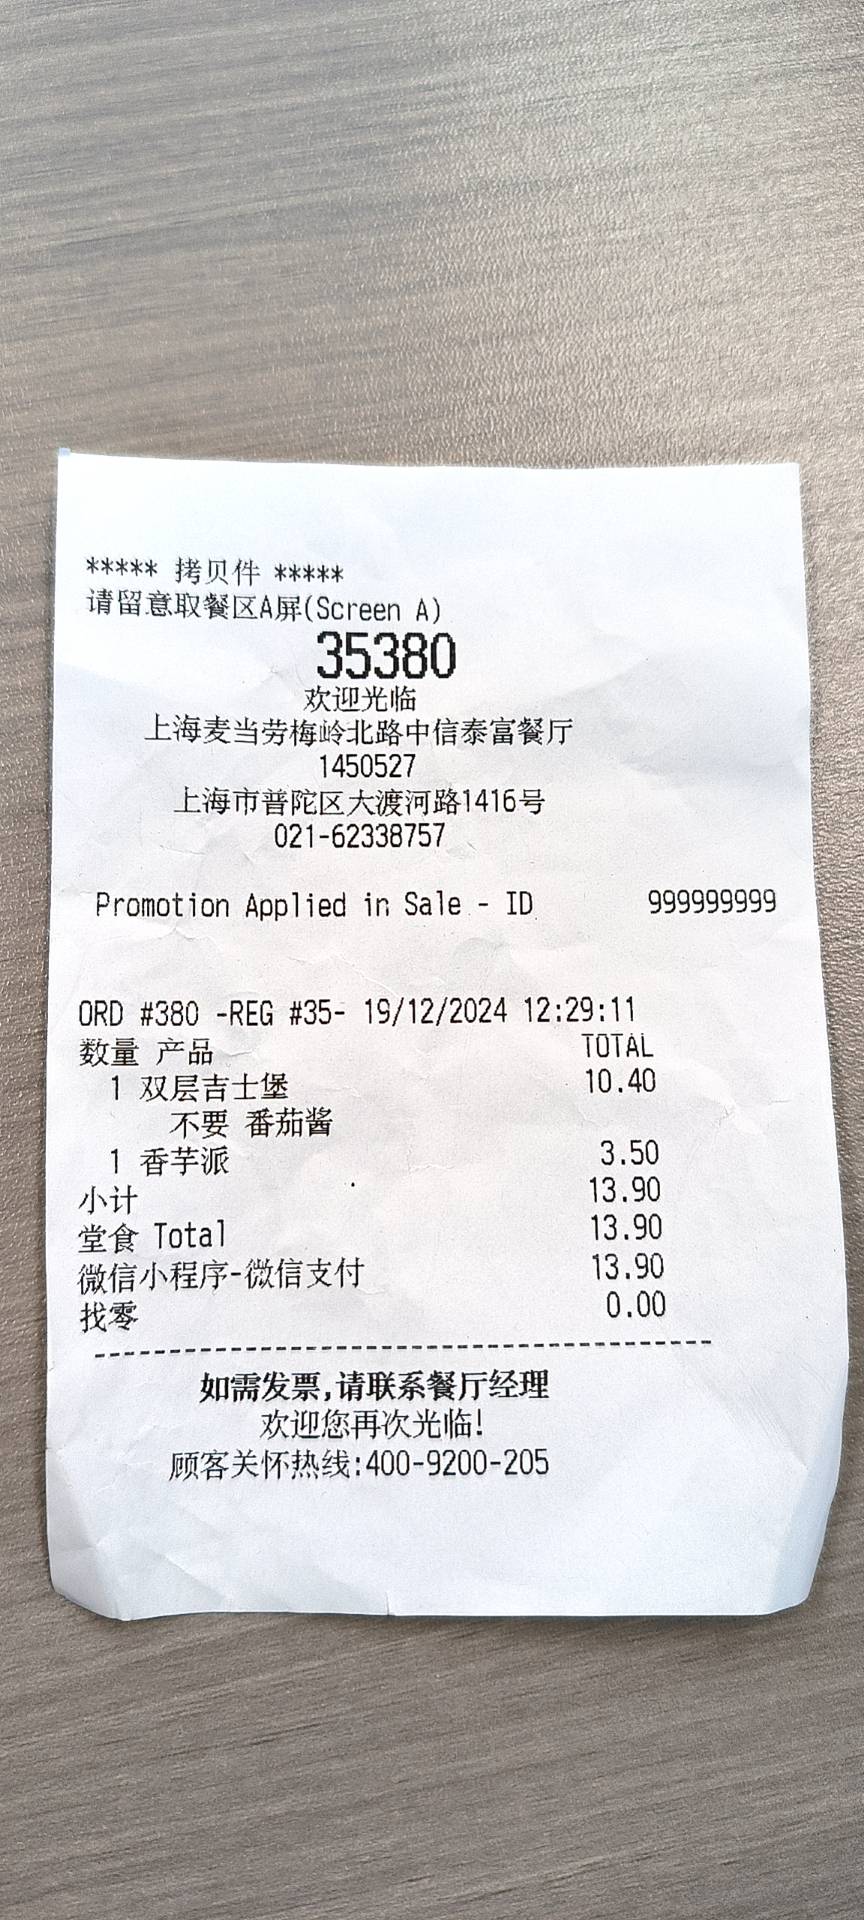 ***** 拷贝件 *****
请留意取餐区A屏(Screen A)
35380
欢迎光临
上海麦当劳梅岭北路中信泰富餐厅
1450527
上海市普陀区大渡河路1416号
021-62338757
Promotion Applied in Sale - ID 999999999
ORD #380 -REG #35- 19/12/2024 12:29:11
数量 产品 TOTAL
1 双层吉士堡 10.40
不要 番茄酱
1 香芋派 3.50
小计 13.90
堂食 Total 13.90
微信小程序-微信支付 13.90
找零 0.00
如需发票,请联系餐厅经理
欢迎您再次光临!
顾客关怀热线:400-9200-205